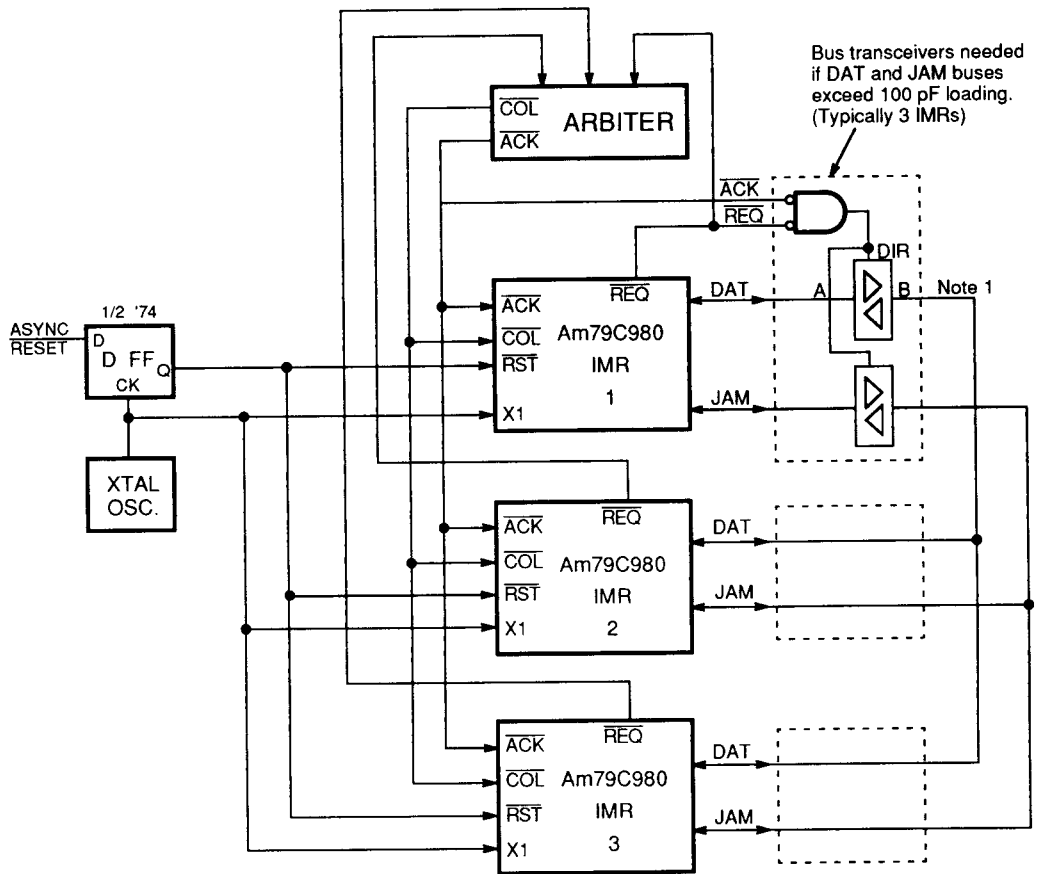 Bus transceivers needed
if DAT and JAM buses
exceed 100 pF loading.
(Typically 3 IMRs)
COL
ACK
ARBITER
ACK
REQ
DIR
REQ
DAT
A
B
Note 1
ACK
COL
RST
X1
Am79C980
IMR
1
JAM
1/2 '74
ASYNC
RESET
D
D FF
Q
CK
XTAL
OSC.
REQ
ACK
COL
RST
X1
Am79C980
IMR
2
DAT
JAM
REQ
ACK
COL
RST
X1
Am79C980
IMR
3
DAT
JAM